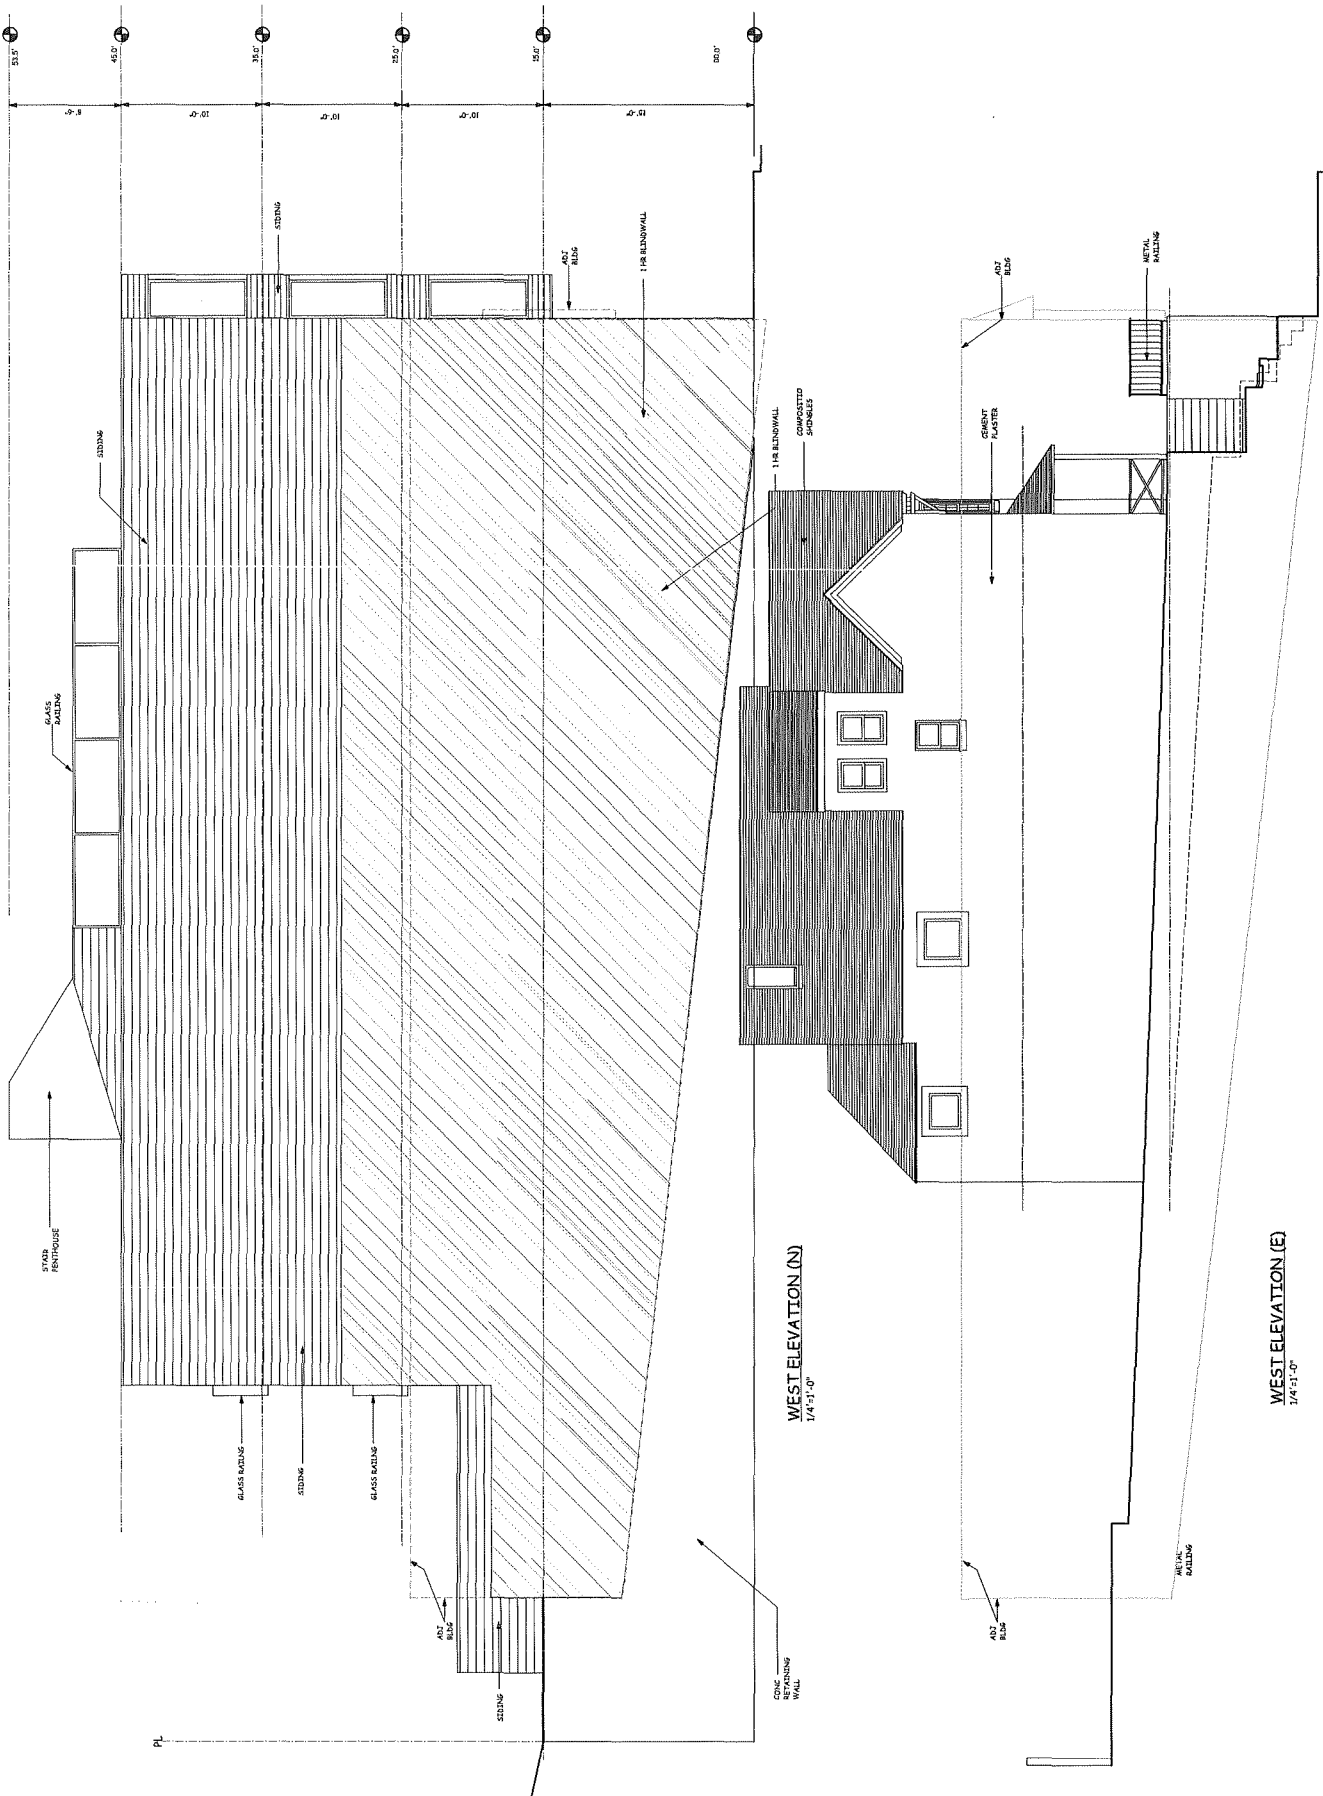 53.5'
45.0'
35.0'
25.0'
15.0'
00.0'
8'-6"
10'-0"
10'-0"
10'-0"
15'-0"
SIDING
ADJ
BLDG
1 HR BLINDWALL
SIDING
GLASS
RAILING
STAIR
PENTHOUSE
1 HR BLINDWALL
GLASS RAILNG
SIDING
GLASS RAILNG
ADJ
BLDG
SIDING
CONC
RETAINING
WALL
PL
WEST ELEVATION (N)
1/4"=1'-0"
COMPOSITIO
SHINGLES
ADJ
BLDG
METAL
RAILING
CEMENT
PLASTER
ADJ
BLDG
METAL
RAILING
WEST ELEVATION (E)
1/4"=1'-0"